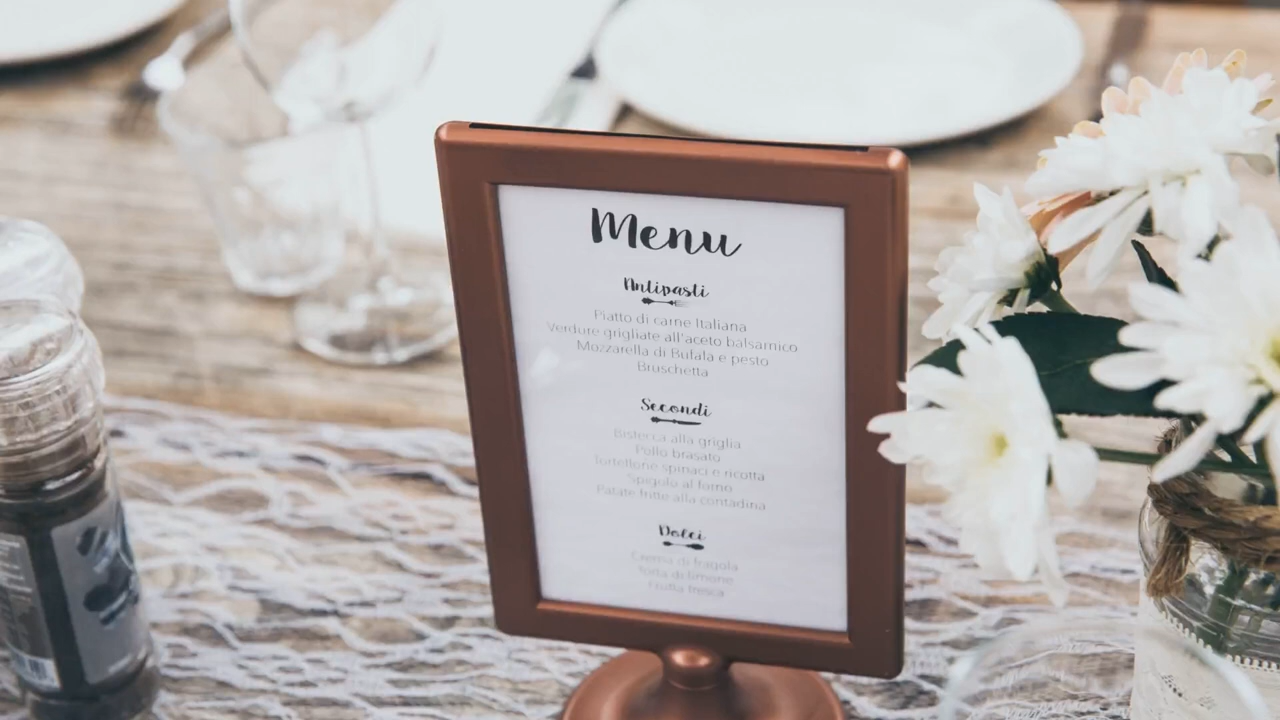 Menu
Antipasti
Piatto di carne Italiana
Verdure grigliate all'aceto balsamico
Mozzarella di Bufala e pesto
Bruschetta
Secondi
Bistecca alla griglia
Pollo brasato
Tortellone spinaci e ricotta
Spigolo al forno
Patate fritte alla contadina
Dolci
Crema di fragola
Torta di limone
Frutta fresca